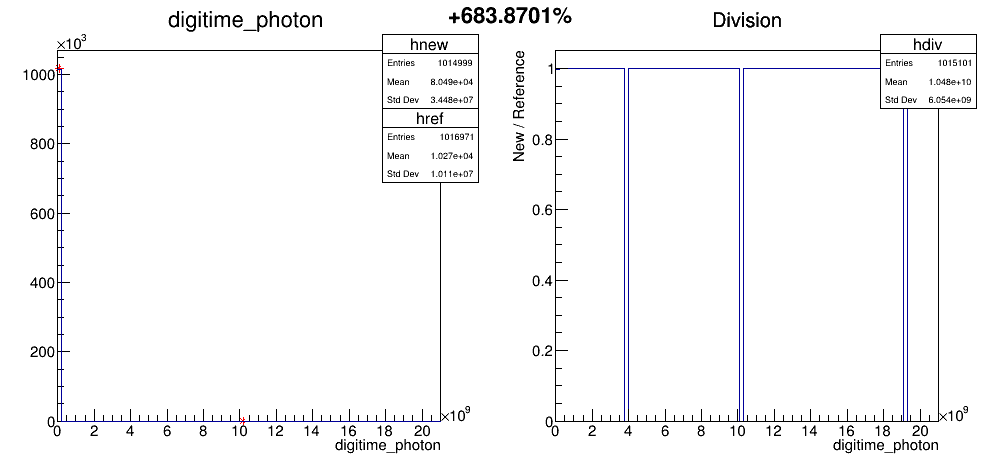 +683.8701%
digitime_photon
×10³
1000
800
600
400
200
0
0 2 4 6 8 10 12 14 16 18 20
×10⁹
digitime_photon
hnew
Entries 1014999
Mean 8.049e+04
Std Dev 3.448e+07
href
Entries 1016971
Mean 1.027e+04
Std Dev 1.011e+07
Division
New / Reference
1
0.8
0.6
0.4
0.2
0
0 2 4 6 8 10 12 14 16 18 20
×10⁹
digitime_photon
hdiv
Entries 1015101
Mean 1.048e+10
Std Dev 6.054e+09